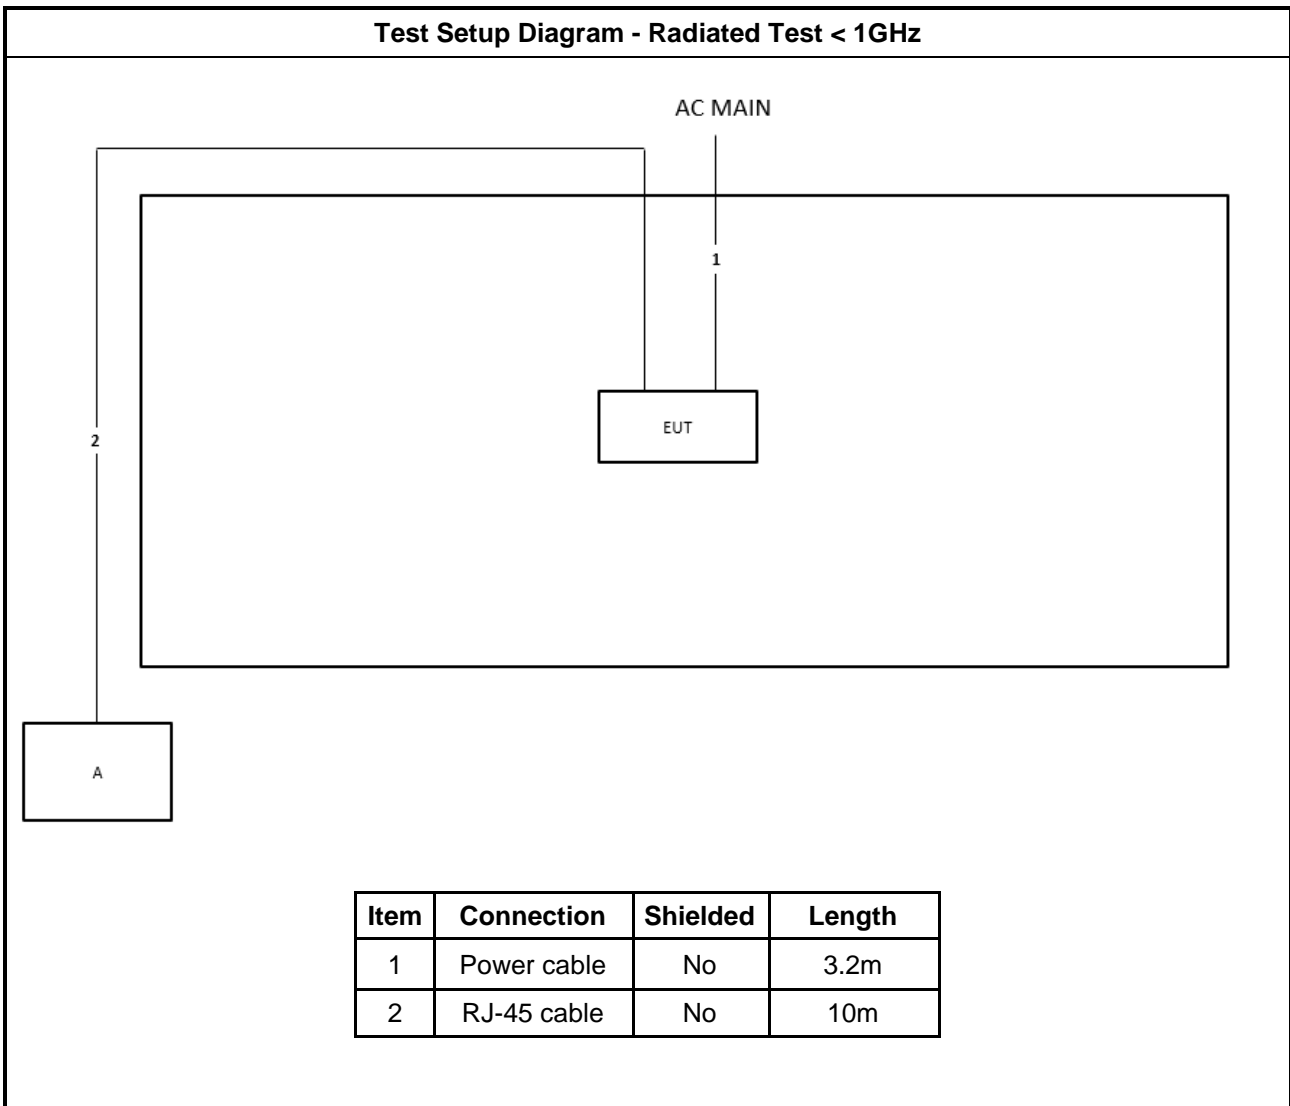 Test Setup Diagram - Radiated Test < 1GHz
AC MAIN
1
EUT
2
A
Item Connection Shielded Length
1 Power cable No 3.2m
2 RJ-45 cable No 10m